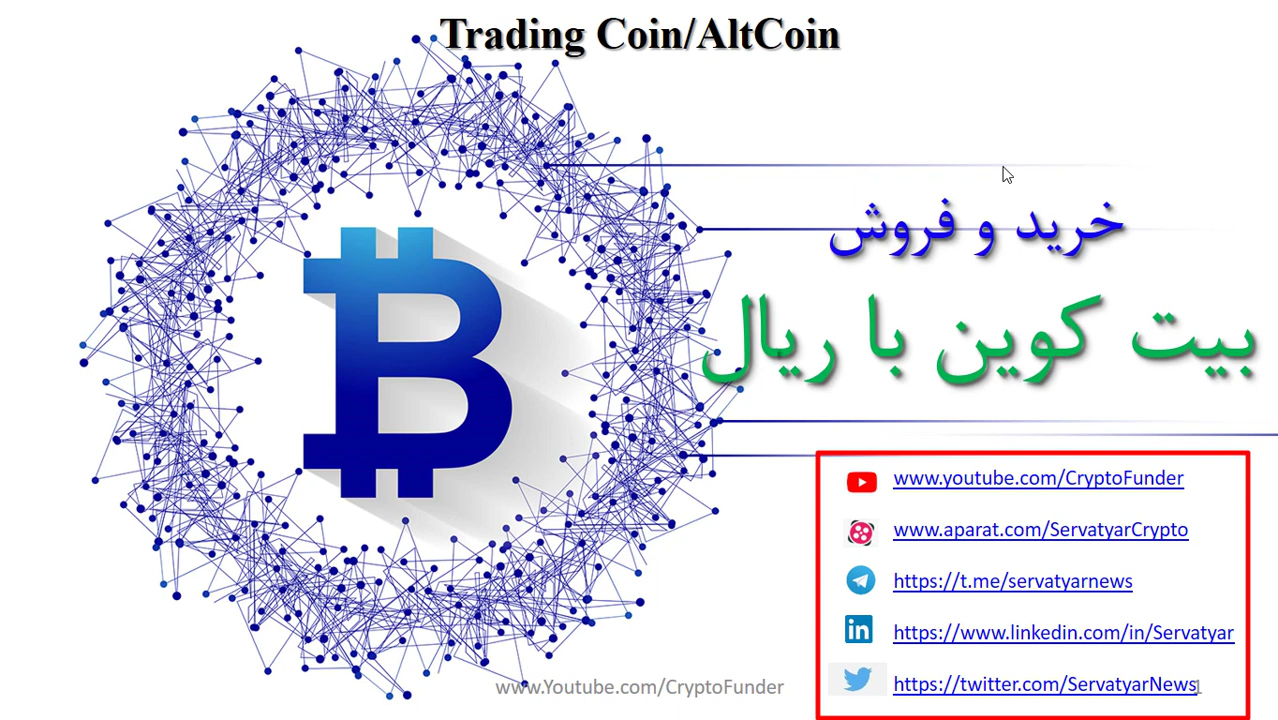 Trading Coin/AltCoin
خرید و فروش
بیت کوین با ریال
www.youtube.com/CryptoFunder
www.aparat.com/ServatyarCrypto
https://t.me/servatyarnews
https://www.linkedin.com/in/Servatyar
https://twitter.com/ServatyarNews
www.Youtube.com/CryptoFunder
1